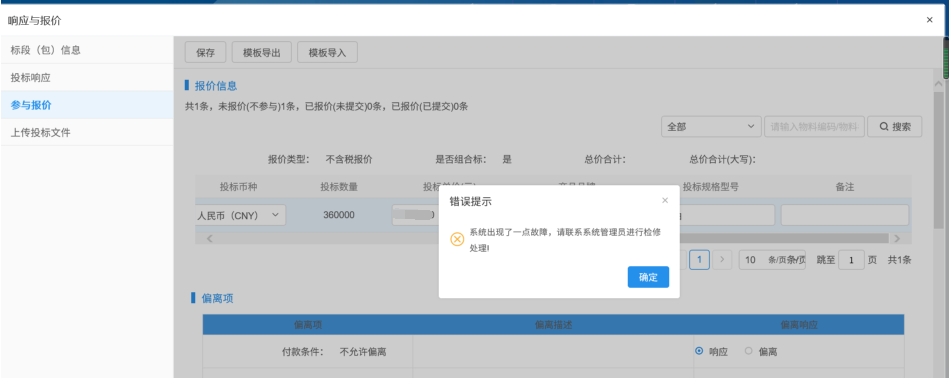 响应与报价 ×
标段（包）信息
投标响应
参与报价
上传投标文件
保存 模板导出 模板导入
报价信息
共1条，未报价(不参与)1条，已报价(未提交)0条，已报价(已提交)0条
全部 请输入物料编码/物料 搜索
报价类型： 不含税报价 是否组合标： 是 总价合计： 总价合计(大写)：
投标币种 投标数量 投标规格型号 备注
人民币（CNY） 360000
错误提示 ×
系统出现了一点故障，请联系系统管理员进行检修
处理!
确定
1 10 条/页 跳至 1 页 共1条
偏离项
偏离项 偏离描述 偏离响应
付款条件： 不允许偏离 响应 偏离